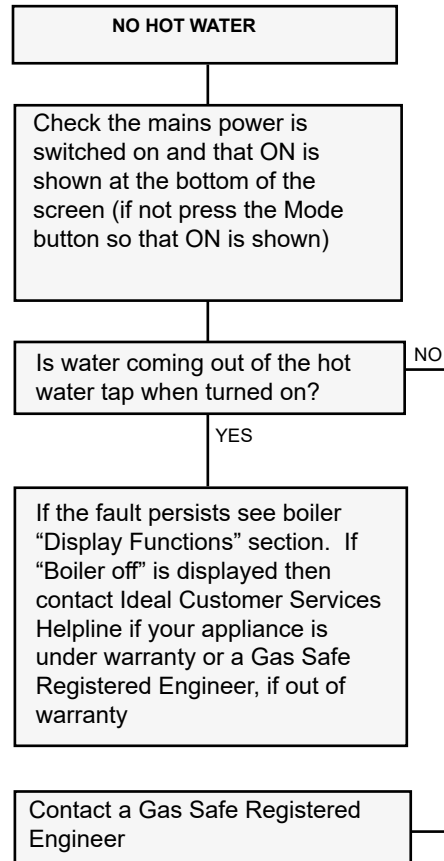 NO HOT WATER
Check the mains power is
switched on and that ON is
shown at the bottom of the
screen (if not press the Mode
button so that ON is shown)
Is water coming out of the hot
water tap when turned on?
NO
YES
If the fault persists see boiler
“Display Functions” section.  If
“Boiler off” is displayed then
contact Ideal Customer Services
Helpline if your appliance is
under warranty or a Gas Safe
Registered Engineer, if out of
warranty
Contact a Gas Safe Registered
Engineer